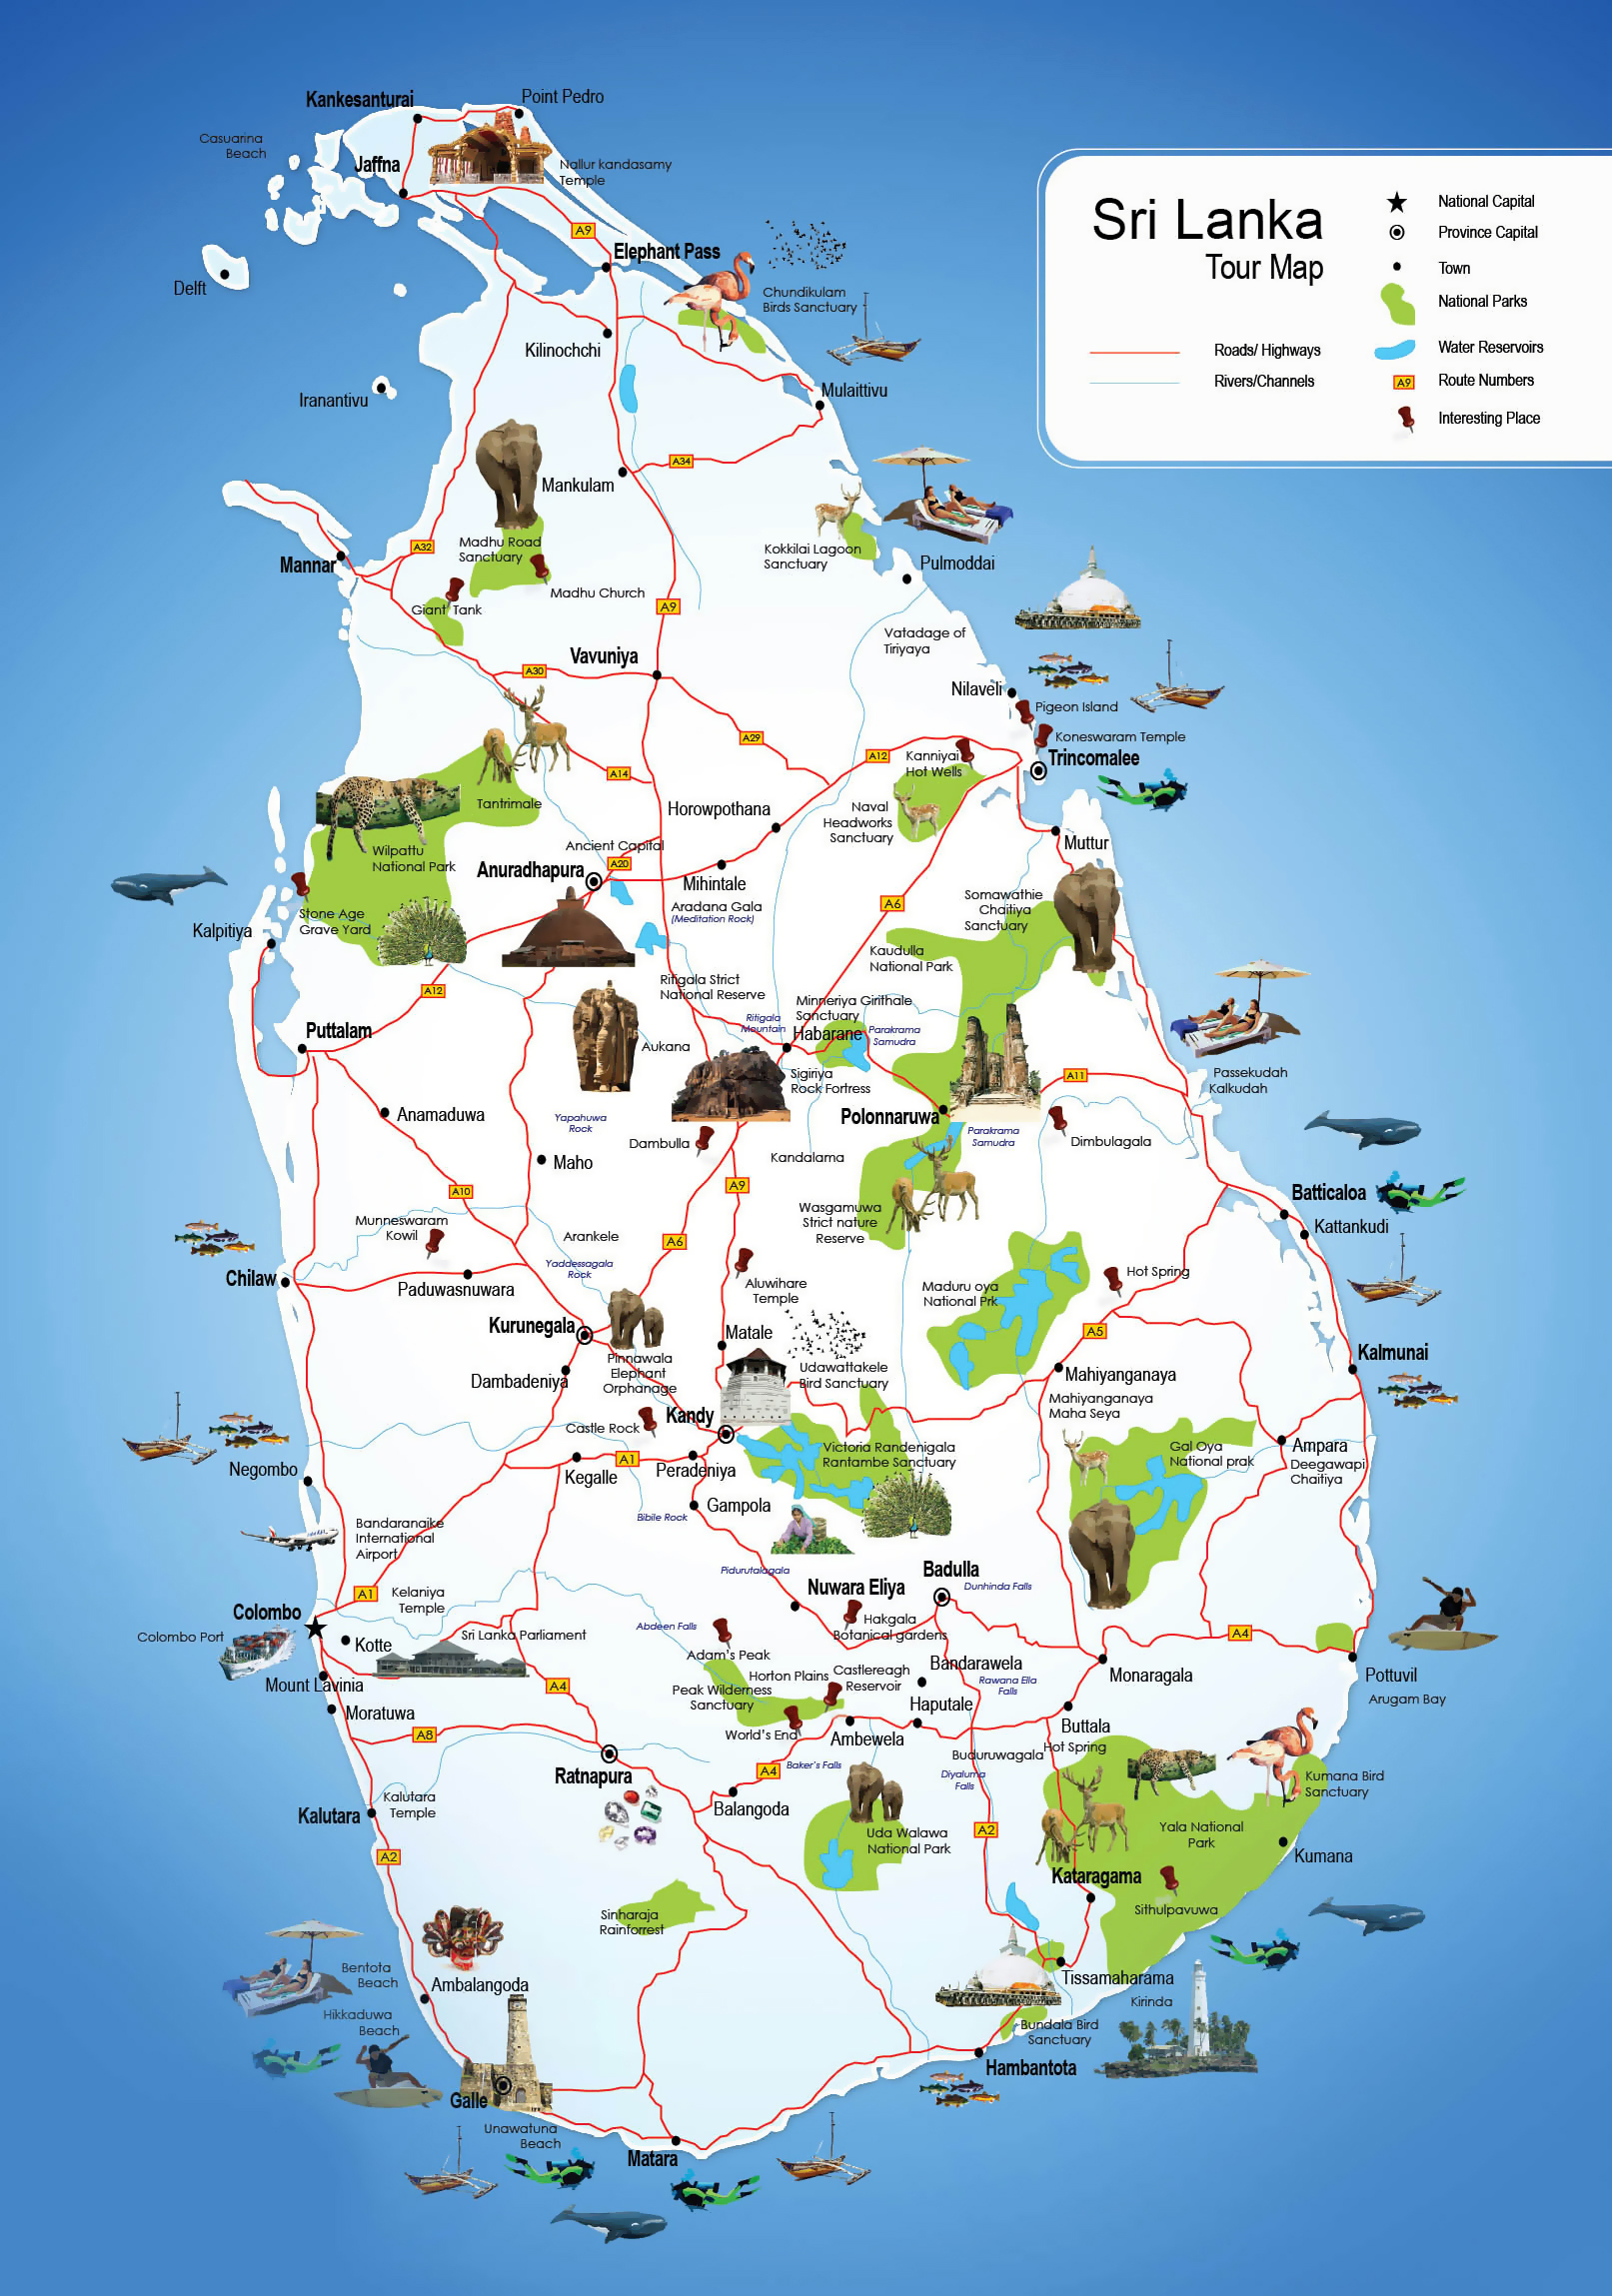 Sri Lanka
Tour Map
National Capital
Province Capital
Town
National Parks
Water Reservoirs
A9
Route Numbers
Interesting Place
Roads/ Highways
Rivers/Channels
Kankesanturai
Point Pedro
Casuarina
Beach
Jaffna
Nallur kandasamy
Temple
A9
Elephant Pass
Delft
Chundikulam
Birds Sanctuary
Kilinochchi
Iranantivu
Mulaittivu
A34
Mankulam
Madhu Road
Sanctuary
A32
Kokkilai Lagoon
Sanctuary
Pulmoddai
Mannar
Madhu Church
Giant Tank
A9
Vatadage of
Tiriyaya
Vavuniya
A30
Nilaveli
Pigeon Island
Koneswaram Temple
A29
A12
Kanniyai
Hot Wells
Trincomalee
A14
Tantrimale
Horowpothana
Naval
Headworks
Sanctuary
Muttur
Wilpattu
National Park
Ancient Capital
Anuradhapura
A20
Mihintale
Aradana Gala
(Meditation Rock)
A6
Somawathie
Chaitiya
Sanctuary
Stone Age
Grave Yard
Kalpitiya
Kaudulla
National Park
A12
Ritigala Strict
National Reserve
Minneriya Girithale
Sanctuary
Ritigala
Mountain
Habarane
Parakrama
Samudra
Puttalam
Aukana
Sigiriya
Rock Fortress
A11
Passekudah
Kalkudah
Anamaduwa
Yapahuwa
Rock
Polonnaruwa
Parakrama
Samudra
Dambulla
Dimbulagala
Maho
Kandalama
A10
A9
Batticaloa
Kattankudi
Wasgamuwa
Strict nature
Reserve
Munneswaram
Kowil
Arankele
A6
Yaddessagala
Rock
Chilaw
Paduwasnuwara
Aluwihare
Temple
Maduru oya
National Prk
Hot Spring
Kurunegala
Matale
A5
Kalmunai
Pinnawala
Elephant
Orphanage
Dambadeniya
Udawattakele
Bird Sanctuary
Mahiyanganaya
Mahiyanganaya
Maha Seya
Castle Rock
Kandy
Victoria Randenigala
Rantambe Sanctuary
Gal Oya
National prak
Ampara
Deegawapi
Chaitiya
Negombo
A1
Kegalle
Peradeniya
Gampola
Bibile Rock
Bandaranaike
International
Airport
Pidurutalagala
Badulla
Dunhinda Falls
Nuwara Eliya
A1
Kelaniya
Temple
Colombo
Colombo Port
Kotte
Sri Lanka Parliament
Abdeen Falls
Hakgala
Botanical gardens
A4
Adam's Peak
Mount Lavinia
Horton Plains
Castlereagh
Reservoir
Bandarawela
Rawana Ella
Falls
Monaragala
Pottuvil
Arugam Bay
Peak Wilderness
Sanctuary
A4
Moratuwa
Haputale
World's End
Ambewela
Buttala
A8
Hot Spring
Buduruwagala
Ratnapura
A4
Baker's Falls
Diyaluma
Falls
Kumana Bird
Sanctuary
Balangoda
Kalutara
Temple
Kalutara
Uda Walawa
National Park
A2
Yala National
Park
Kumana
A2
Kataragama
Sithulpavuwa
Sinharaja
Rainforrest
Bentota
Beach
Ambalangoda
Tissamaharama
Kirinda
Hikkaduwa
Beach
Bundala Bird
Sanctuary
Hambantota
Galle
Unawatuna
Beach
Matara